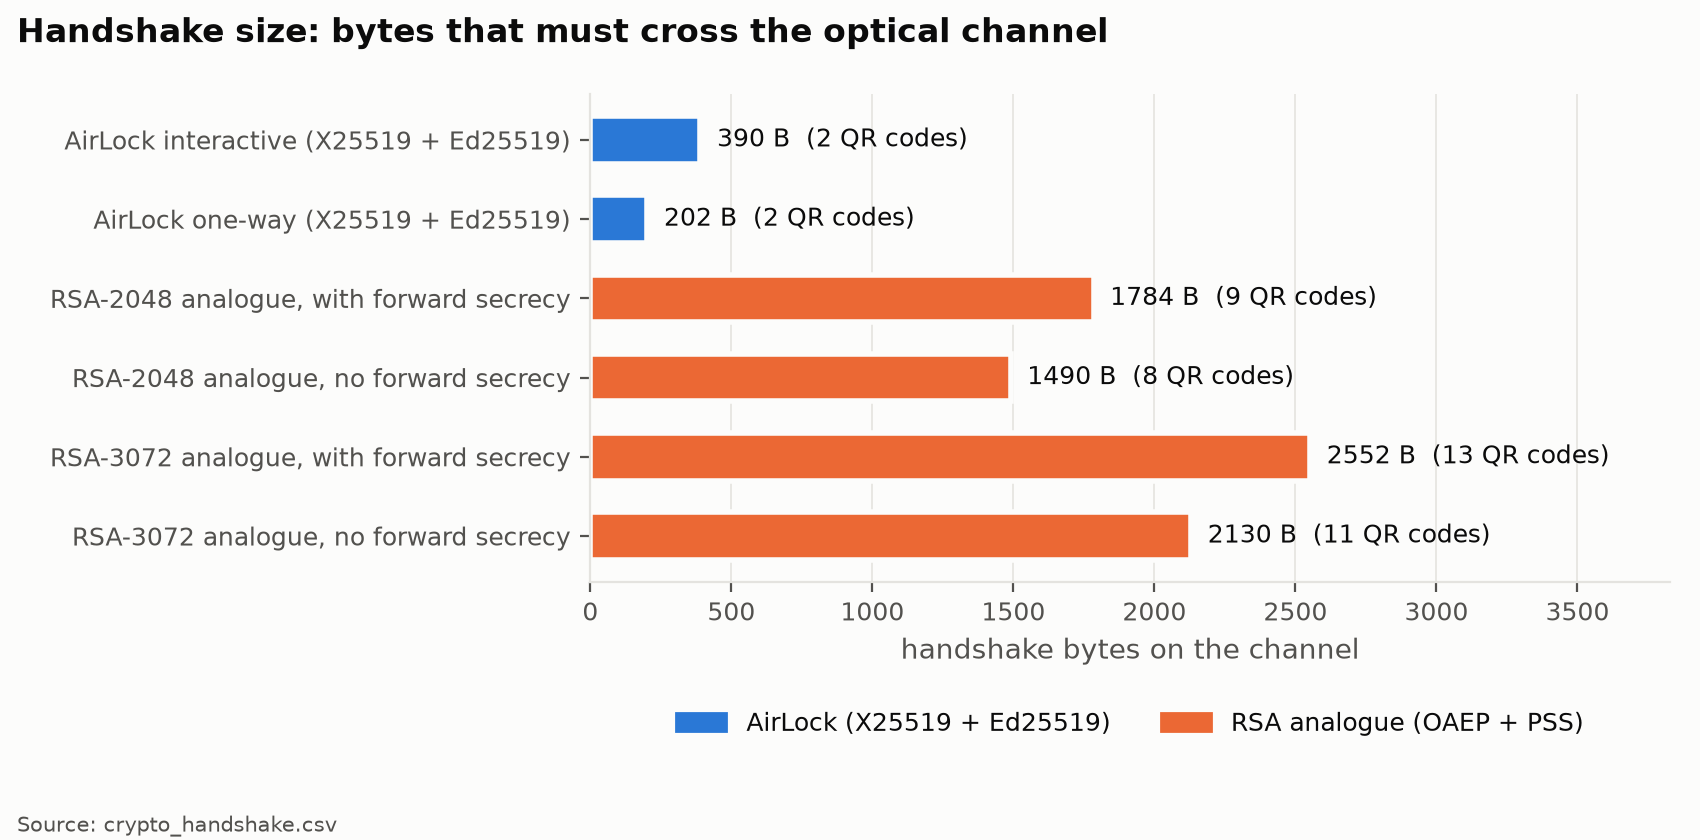 Handshake size: bytes that must cross the optical channel
AirLock interactive (X25519 + Ed25519)
390 B  (2 QR codes)
AirLock one-way (X25519 + Ed25519)
202 B  (2 QR codes)
RSA-2048 analogue, with forward secrecy
1784 B  (9 QR codes)
RSA-2048 analogue, no forward secrecy
1490 B  (8 QR codes)
RSA-3072 analogue, with forward secrecy
2552 B  (13 QR codes)
RSA-3072 analogue, no forward secrecy
2130 B  (11 QR codes)
0 500 1000 1500 2000 2500 3000 3500
handshake bytes on the channel
AirLock (X25519 + Ed25519)
RSA analogue (OAEP + PSS)
Source: crypto_handshake.csv